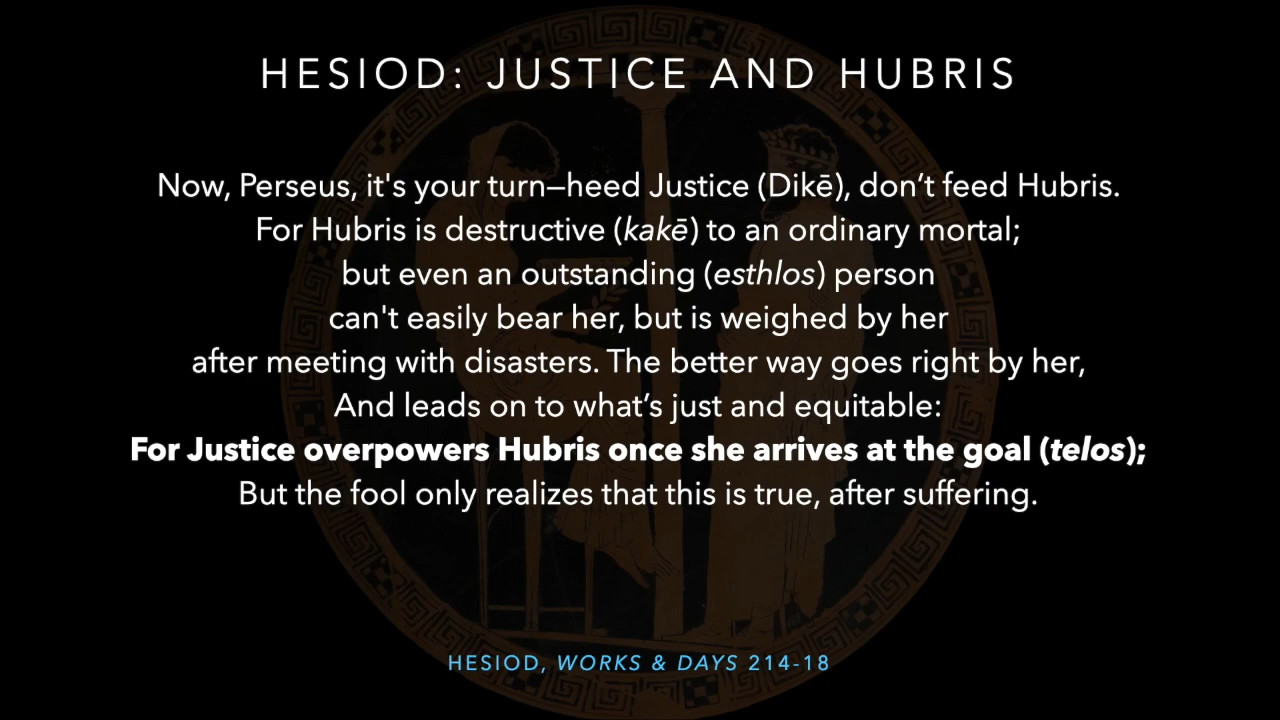 HESIOD: JUSTICE AND HUBRIS
Now, Perseus, it's your turn—heed Justice (Dikē), don’t feed Hubris.
For Hubris is destructive (kakē) to an ordinary mortal;
but even an outstanding (esthlos) person
can't easily bear her, but is weighed by her
after meeting with disasters. The better way goes right by her,
And leads on to what’s just and equitable:
For Justice overpowers Hubris once she arrives at the goal (telos);
But the fool only realizes that this is true, after suffering.
HESIOD, WORKS & DAYS 214-18